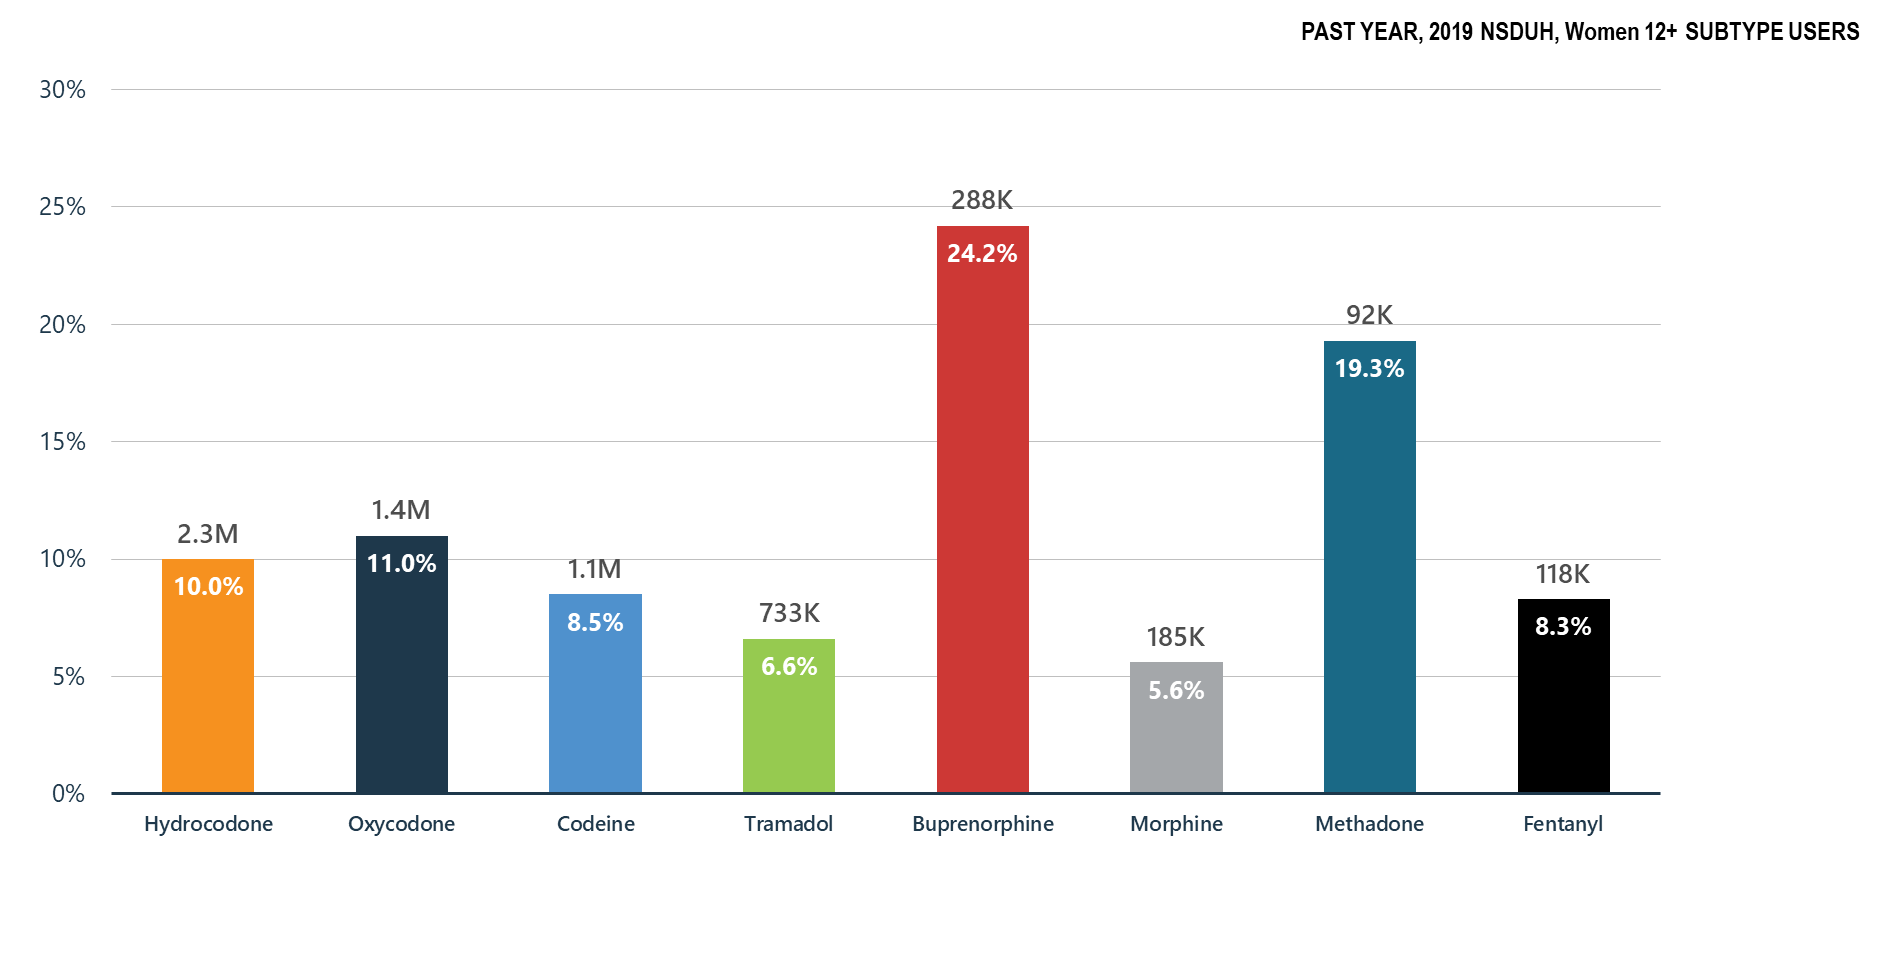 PAST YEAR, 2019 NSDUH, Women 12+ SUBTYPE USERS
30%
25%
20%
15%
10%
5%
0%
2.3M
10.0%
1.4M
11.0%
1.1M
8.5%
733K
6.6%
288K
24.2%
185K
5.6%
92K
19.3%
118K
8.3%
Hydrocodone
Oxycodone
Codeine
Tramadol
Buprenorphine
Morphine
Methadone
Fentanyl